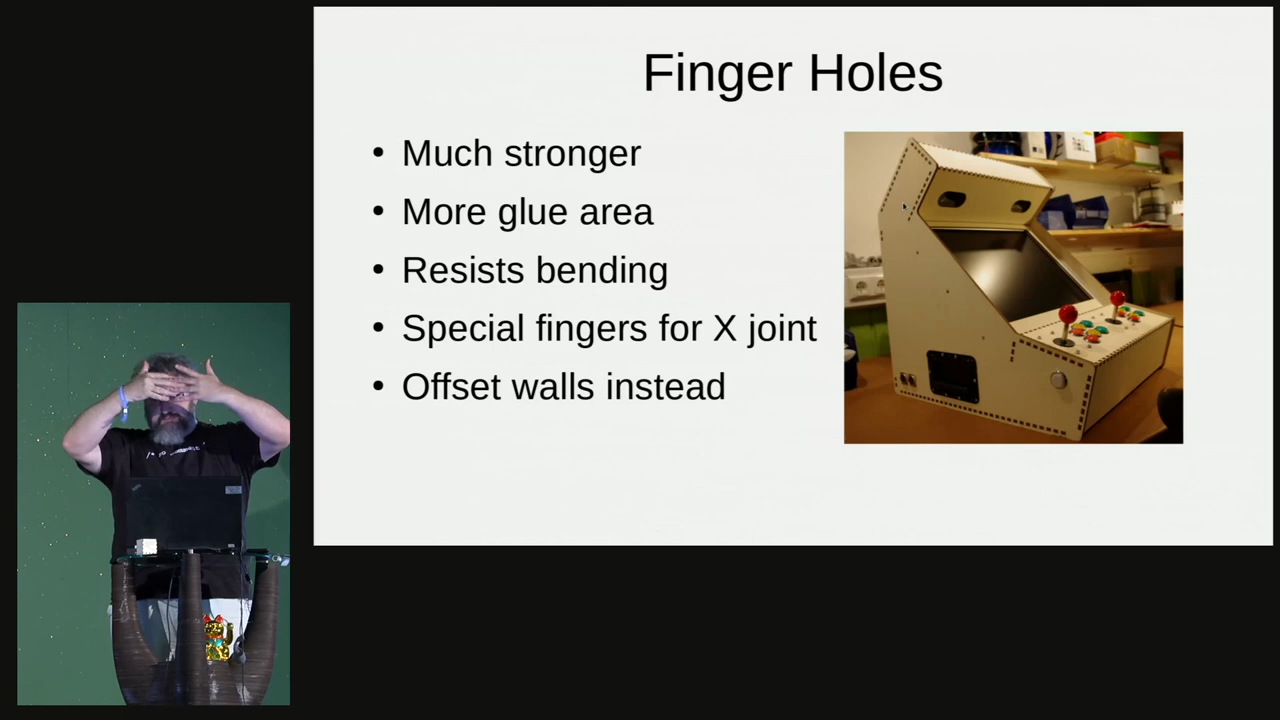 Finger Holes
• Much stronger
• More glue area
• Resists bending
• Special fingers for X joint
• Offset walls instead